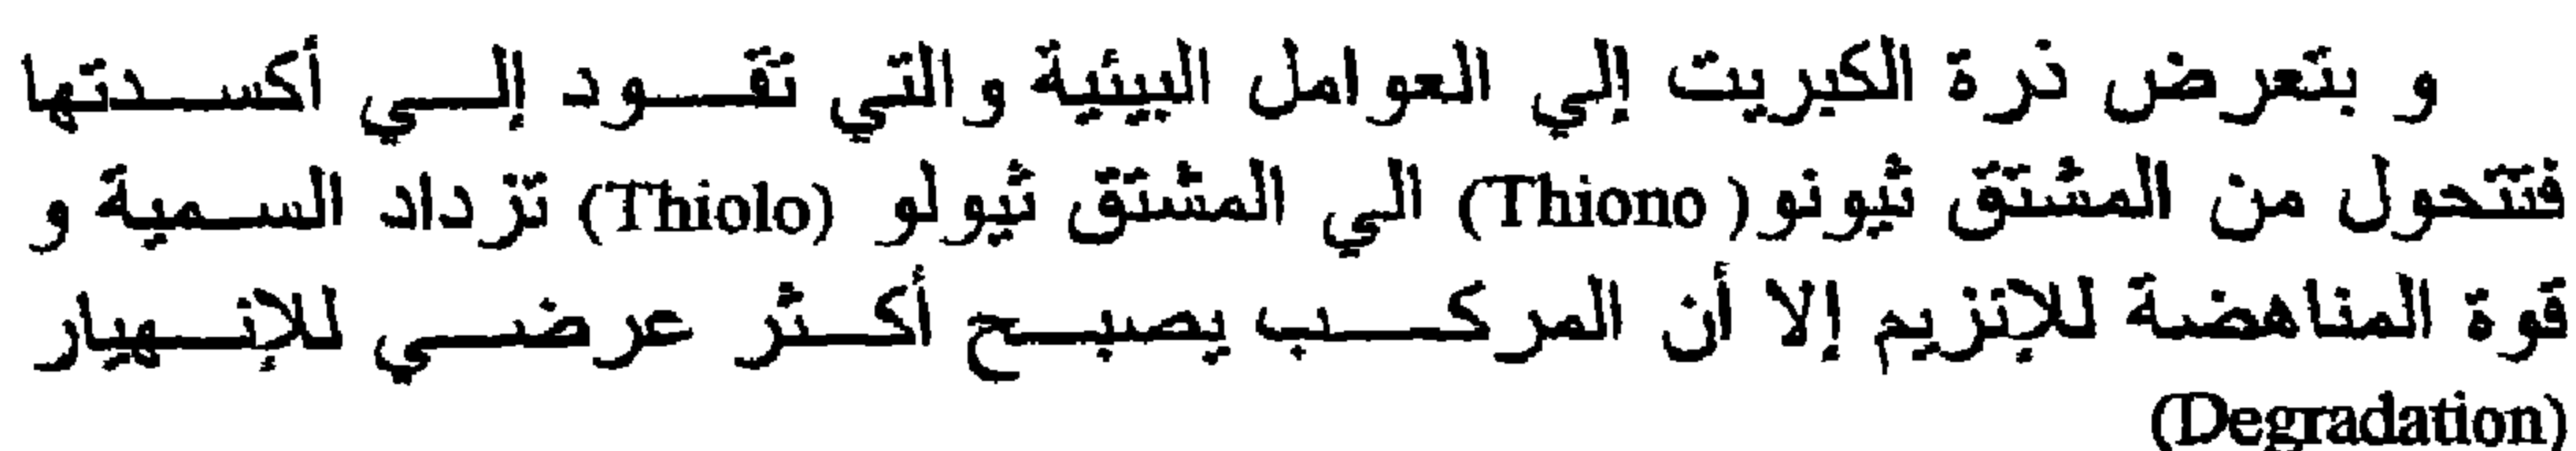 و بتعرض ذرة الكبريت إلي العوامل البيئية والتي تقود إلي أكسدتها
فتتحول من المشتق ثيونو( Thiono) الي المشتق ثيولو (Thiolo) تزداد السمية و
قوة المناهضة للإنزيم إلا أن المركب يصبح أكثر عرضي للإنهيار
(Degradation)